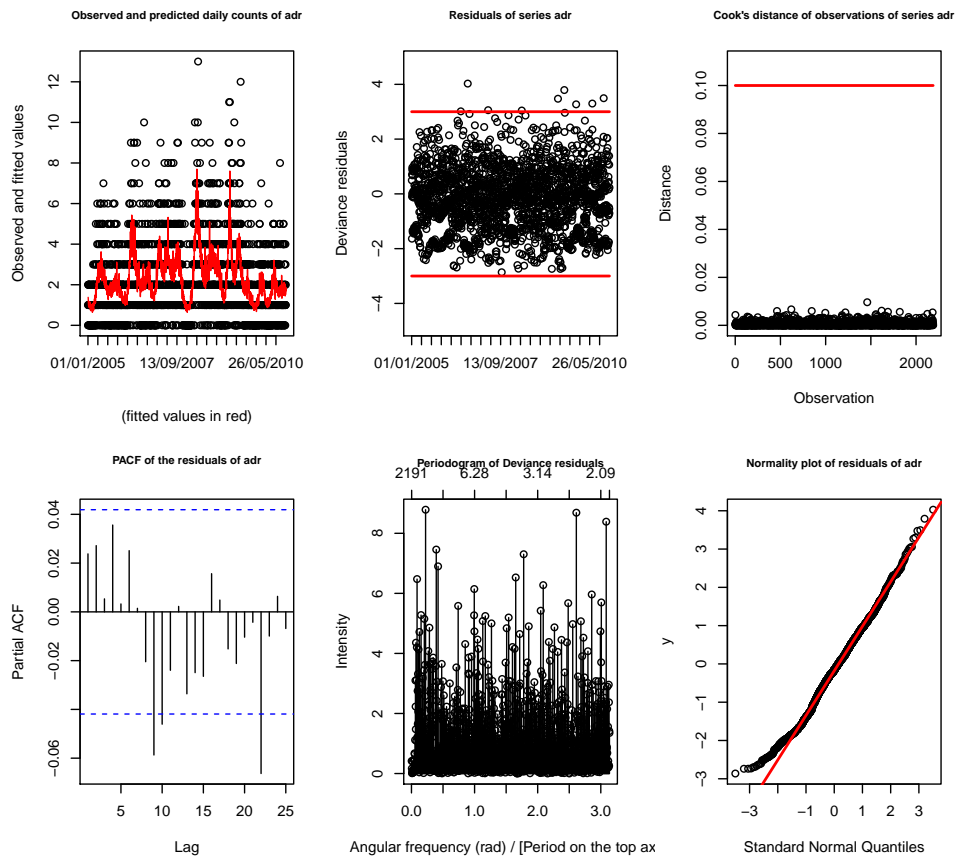 Observed and predicted daily counts of adr
Observed and fitted values
0 2 4 6 8 10 12
01/01/2005 13/09/2007 26/05/2010
(fitted values in red)
Residuals of series adr
Deviance residuals
−4 −2 0 2 4
01/01/2005 13/09/2007 26/05/2010
Cook's distance of observations of series adr
Distance
0.00 0.02 0.04 0.06 0.08 0.10
0 500 1000 2000
Observation
PACF of the residuals of adr
Partial ACF
−0.06 −0.02 0.00 0.02 0.04
5 10 15 20 25
Lag
Periodogram of Deviance residuals
2191 6.28 3.14 2.09
Intensity
0 2 4 6 8
0.0 1.0 2.0 3.0
Angular frequency (rad) / [Period on the top ax
Normality plot of residuals of adr
y
−3 −2 −1 0 1 2 3 4
−3 −2 −1 0 1 2 3
Standard Normal Quantiles